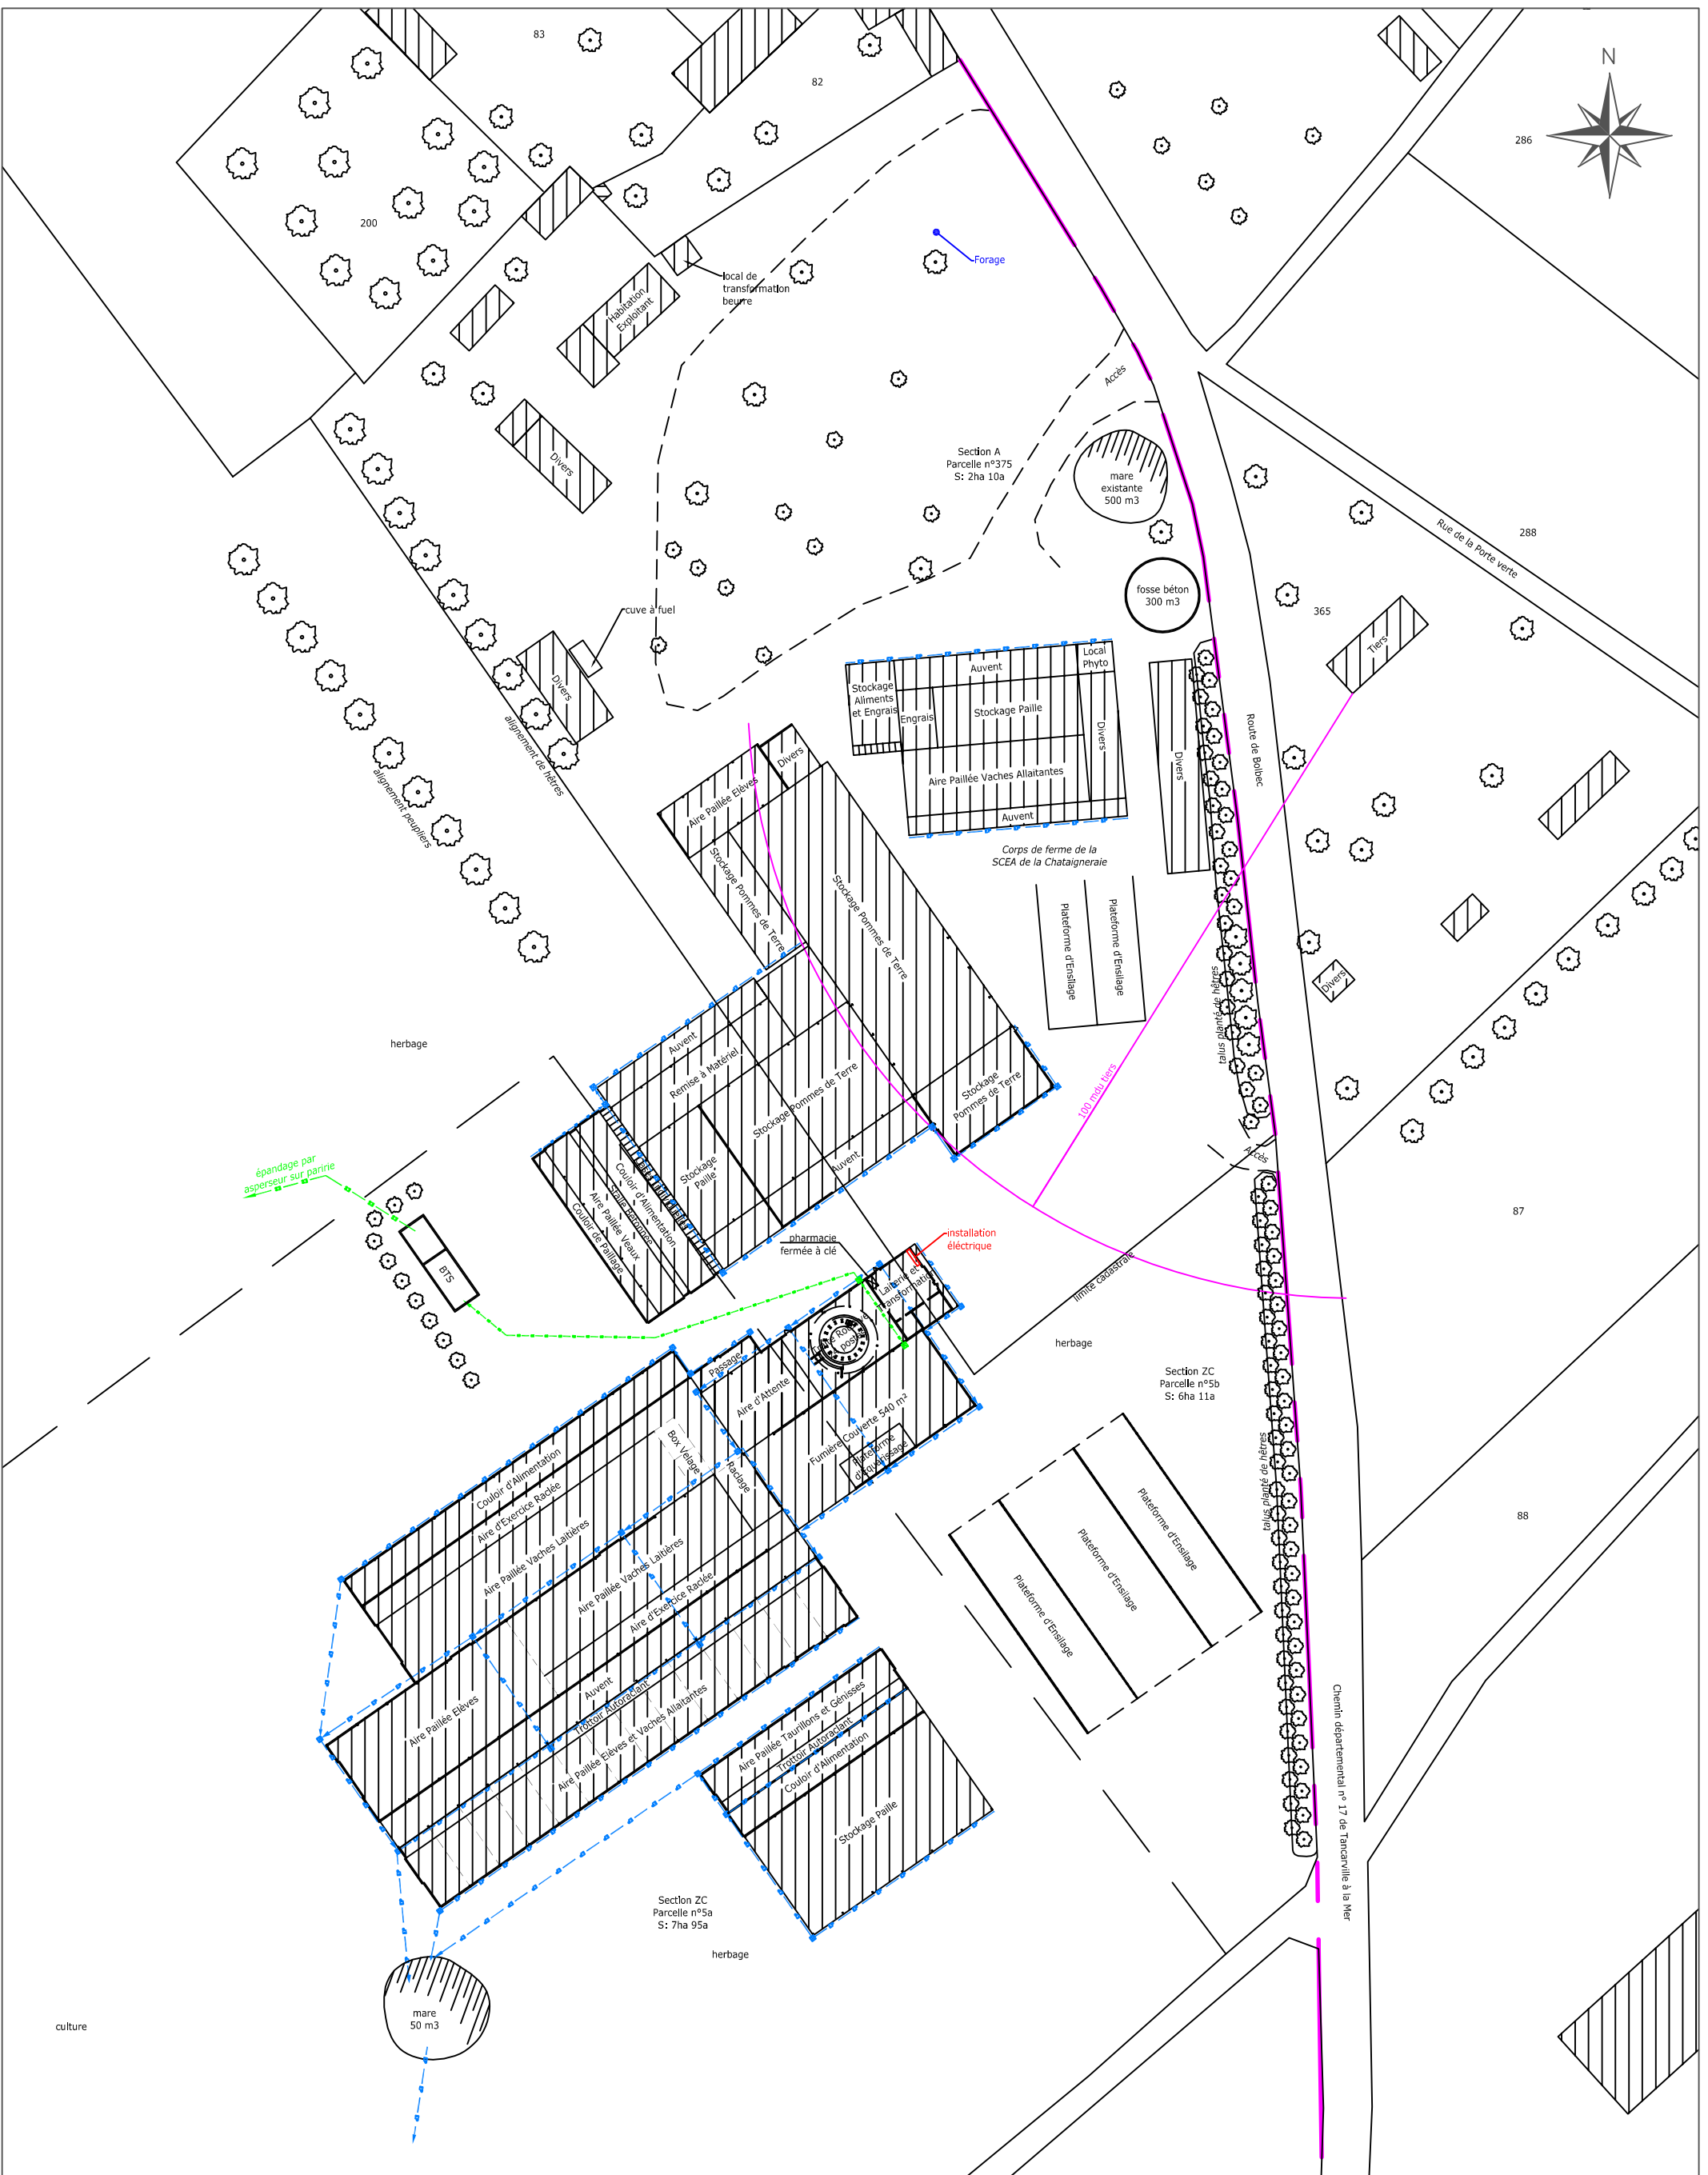 83
82
N
286
200
Forage
local de
transformation
beurre
Habitation
Exploitant
Accès
Divers
Section A
Parcelle n°375
S: 2ha 10a
mare
existante
500 m3
Rue de la Porte verte
288
fosse béton
300 m3
365
Tiers
cuve à fuel
Divers
Auvent
Local
Phyto
Stockage
Aliments
et Engrais
Engrais
Stockage Paille
Divers
Divers
Aire Paillée Vaches Allaitantes
Auvent
Route de Bolbec
alignement de hêtres
alignement peupliers
Divers
Aire Paillée Elèves
Corps de ferme de la
SCEA de la Chataigneraie
Stockage Pommes de Terre
Stockage Pommes de Terre
Plateforme d'Ensilage
Plateforme d'Ensilage
Divers
talus planté de hêtres
herbage
Auvent
Remise à Matériel
Stockage Pommes de Terre
Stockage
Pommes de Terre
100 mdu tiers
Stockage
Paille
Auvent
Accès
épandage par
asperseur sur paririe
Couloir d'Alimentation
Aire Paillée Veaux
Couloir de Paillage
87
BTS
pharmacie
fermée à clé
installation
éléctrique
Laiterie et
transformation
limite cadastrale
herbage
Section ZC
Parcelle n°5b
S: 6ha 11a
Passage
Aire d'Attente
Fumière Couverte 540 m²
Plateforme
d'équarissage
Box Velage
Raclage
Couloir d'Alimentation
Aire d'Exercice Raclée
Aire Paillée Vaches Laitières
Aire Paillée Vaches Laitières
Aire d'Exercice Raclée
talus planté de hêtres
88
Plateforme d'Ensilage
Plateforme d'Ensilage
Plateforme d'Ensilage
Auvent
Trottoir Autoraclant
Aire Paillée Elèves
Aire Paillée Elèves et Vaches Allaitantes
Aire Paillée Taurillons et Génisses
Trottoir Autoraclant
Couloir d'Alimentation
Stockage Paille
Chemin départemental n° 17 de Tancarville à la Mer
Section ZC
Parcelle n°5a
S: 7ha 95a
herbage
mare
50 m3
culture